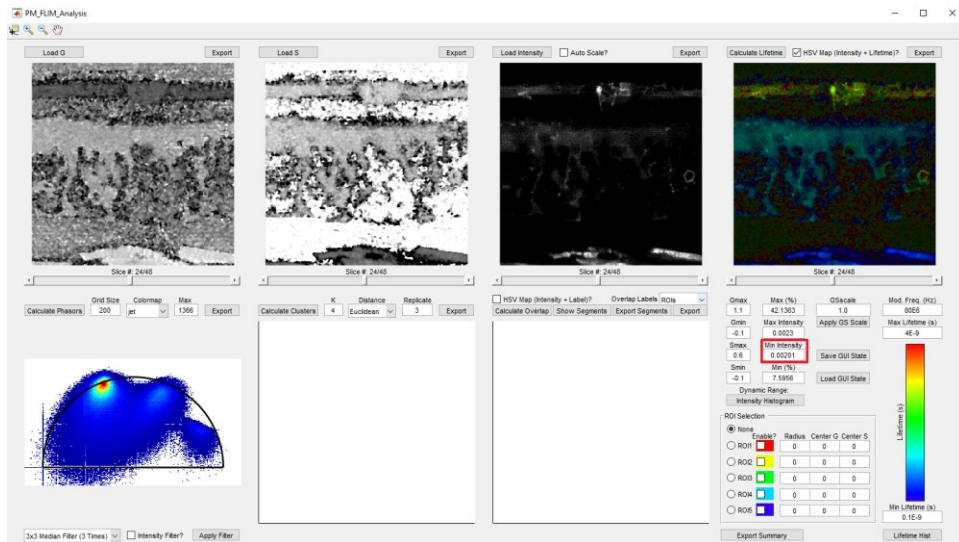 PM_FLIM_Analysis
Load G Export Load S Export Load Intensity Auto Scale? Export Calculate Lifetime HSV Map (Intensity + Lifetime)? Export
Slice #: 24/48 Slice #: 24/48 Slice #: 24/48 Slice #: 24/48
Grid Size Colormap Max
Calculate Phasors 200 jet 1366 Export
K Distance Replicate
Calculate Clusters 4 Euclidean 3 Export
HSV Map (Intensity + Label)? Overlap Labels ROIs
Calculate Overlap Show Segments Export Segments Export
Gmax Max (%) GScale Mod. Freq. (Hz)
1.1 42.1363 1.0 80E6
Gmin Max Intensity Apply GS Scale Max Lifetime (s)
-0.1 0.0023 4E-9
Smax Min Intensity
0.6 0.00201 Save GUI State
Smin Min (%)
-0.1 7.5956 Load GUI State
Dynamic Range:
Intensity Histogram
Lifetime (s)
ROI Selection
None
Enable? Radius Center G Center S
ROI1 0 0 0
ROI2 0 0 0
ROI3 0 0 0
ROI4 0 0 0
ROI5 0 0 0
Min Lifetime (s)
0.1E-9
3x3 Median Filter (3 Times) Intensity Filter? Apply Filter
Export Summary Lifetime Hist